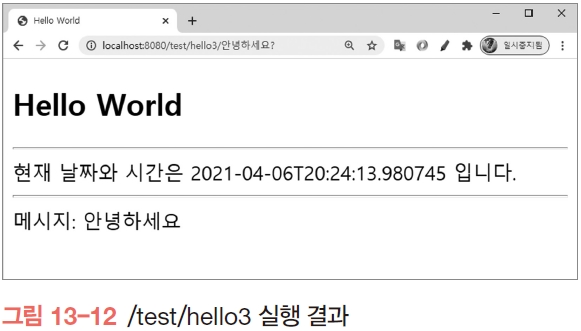 Hello World
localhost:8080/test/hello3/안녕하세요?
일시중지됨
Hello World
현재 날짜와 시간은 2021-04-06T20:24:13.980745 입니다.
메시지: 안녕하세요
그림 13-12 /test/hello3 실행 결과